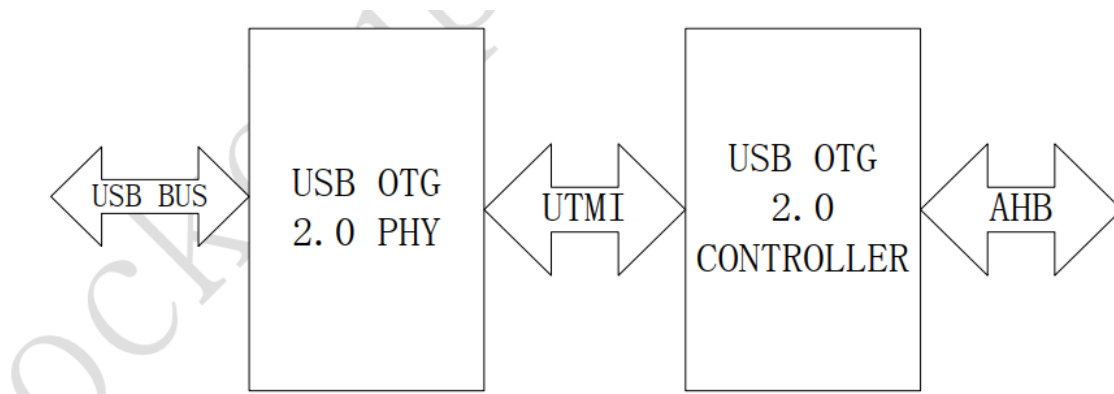 USB BUS
USB OTG
2.0 PHY
UTMI
USB OTG
2.0
CONTROLLER
AHB